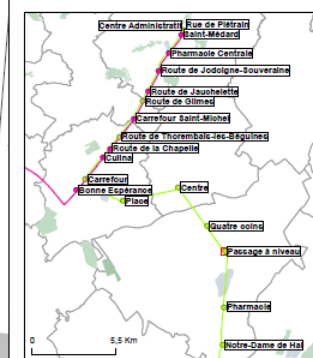 Centre Administratif
Rue de Piétrain
Saint-Médard
Pharmacie Centrale
Route de Jodoigne-Souveraine
Route de Jauchelette
Route de Glimes
Carrefour Saint-Michel
Route de Thorembais-les-Béguines
Route de la Chapelle
Culina
Carrefour
Bonne Espérance
Centre
Place
Quatre coins
Passage à niveau
Pharmacie
Notre-Dame de Hal
0 5,5 Km